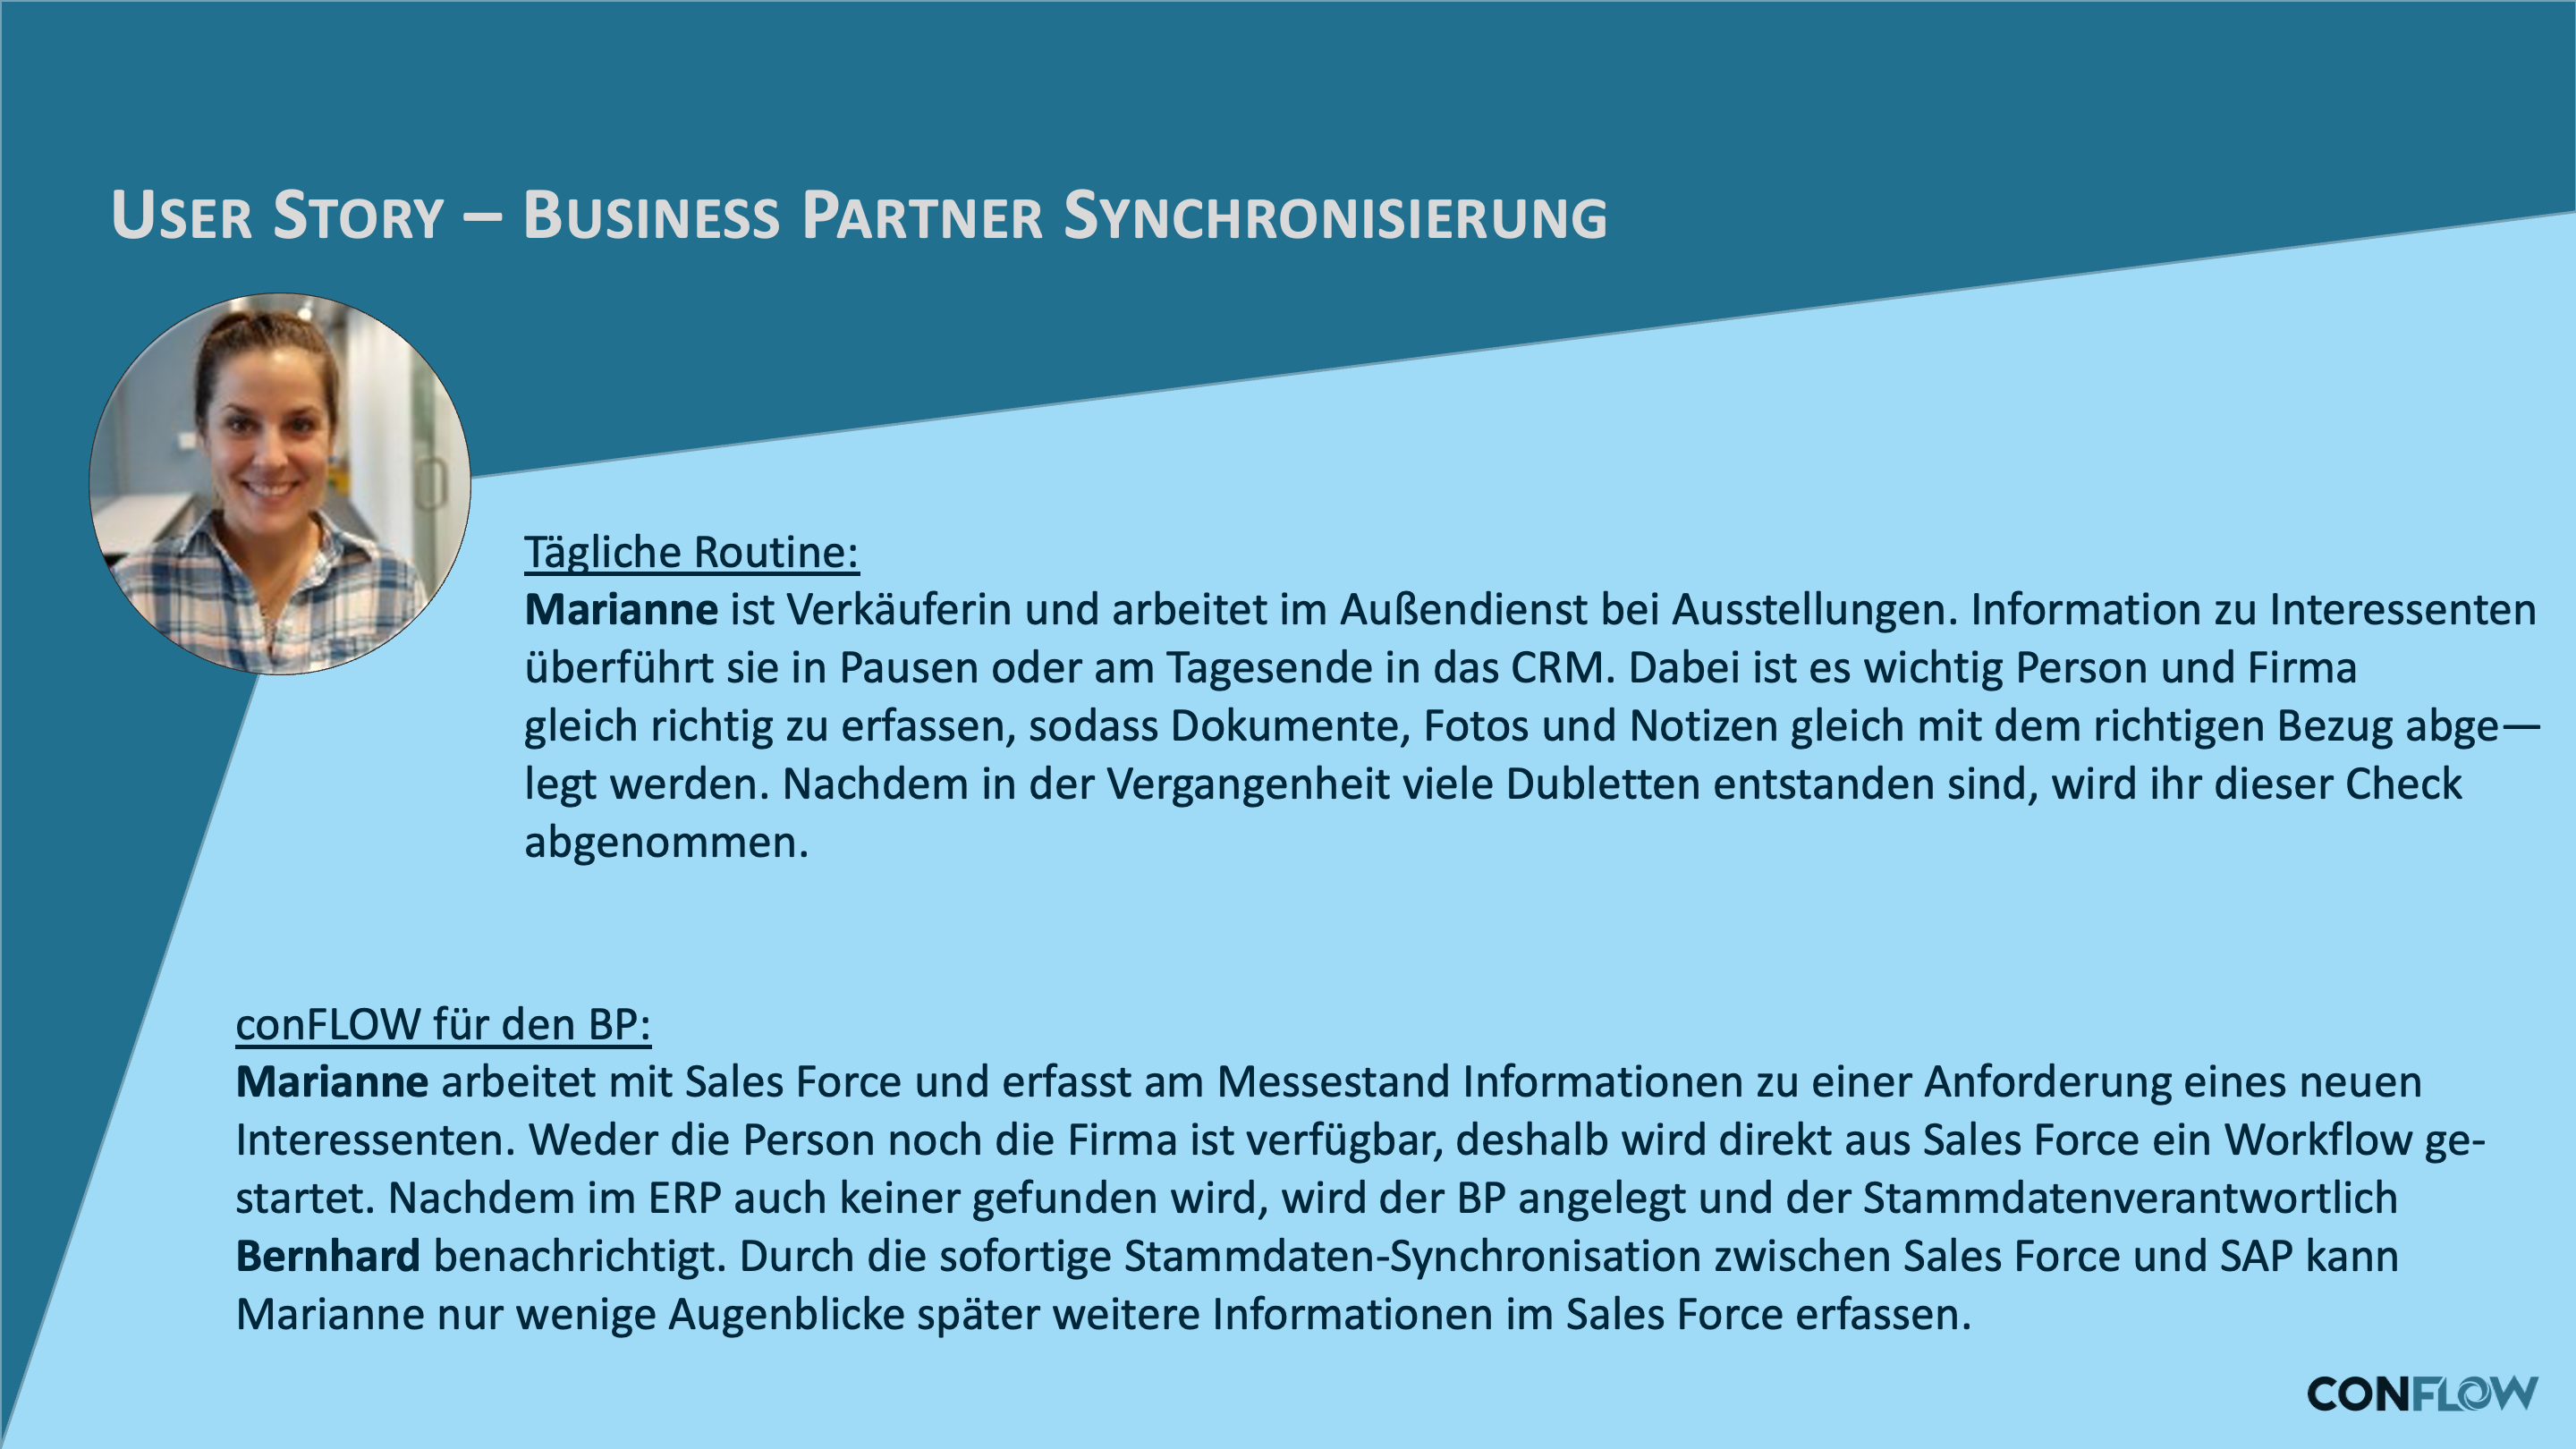 User Story – Business Partner Synchronisierung
Tägliche Routine:
Marianne ist Verkäuferin und arbeitet im Außendienst bei Ausstellungen. Information zu Interessenten
überführt sie in Pausen oder am Tagesende in das CRM. Dabei ist es wichtig Person und Firma
gleich richtig zu erfassen, sodass Dokumente, Fotos und Notizen gleich mit dem richtigen Bezug abge—
legt werden. Nachdem in der Vergangenheit viele Dubletten entstanden sind, wird ihr dieser Check
abgenommen.
conFLOW für den BP:
Marianne arbeitet mit Sales Force und erfasst am Messestand Informationen zu einer Anforderung eines neuen
Interessenten. Weder die Person noch die Firma ist verfügbar, deshalb wird direkt aus Sales Force ein Workflow ge-
startet. Nachdem im ERP auch keiner gefunden wird, wird der BP angelegt und der Stammdatenverantwortlich
Bernhard benachrichtigt. Durch die sofortige Stammdaten-Synchronisation zwischen Sales Force und SAP kann
Marianne nur wenige Augenblicke später weitere Informationen im Sales Force erfassen.
CONFLOW